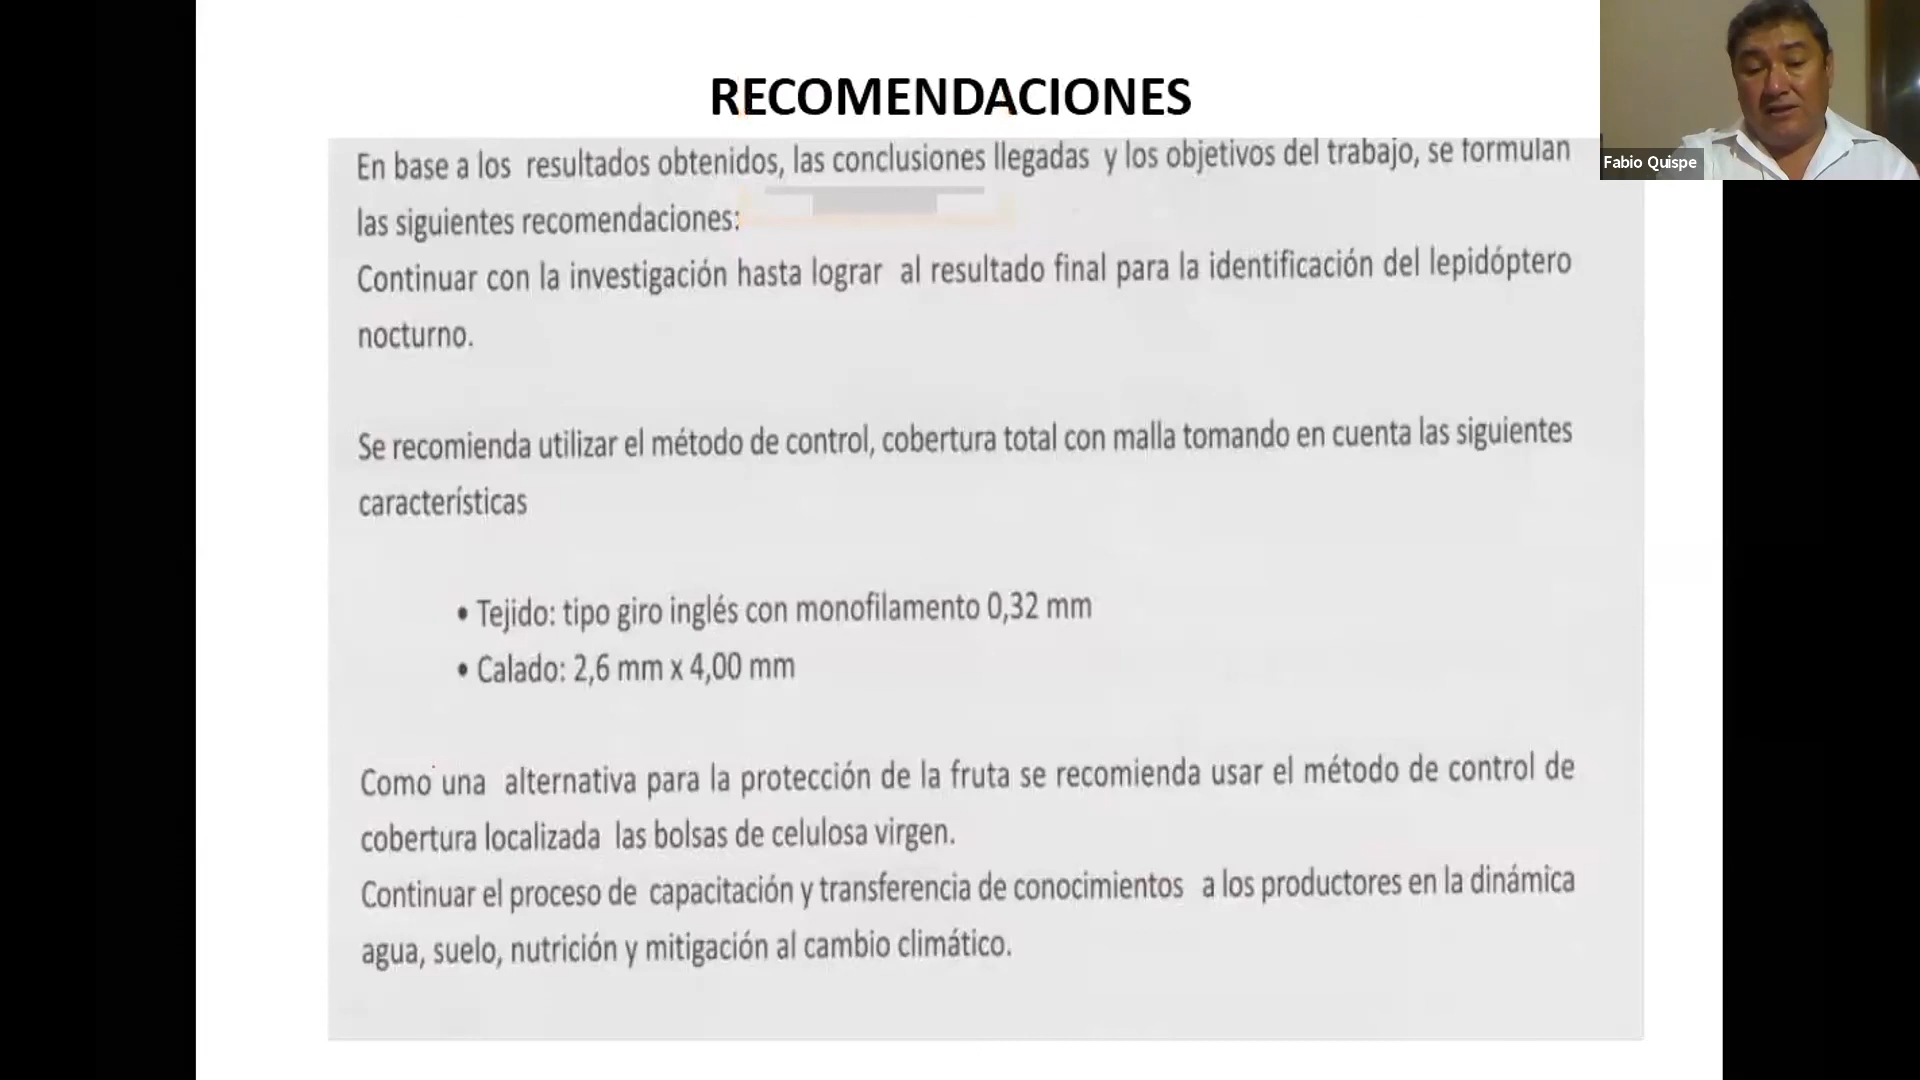 RECOMENDACIONES
Fabio Quispe
En base a los resultados obtenidos, las conclusiones llegadas y los objetivos del trabajo, se formulan
las siguientes recomendaciones:
Continuar con la investigación hasta lograr al resultado final para la identificación del lepidóptero
nocturno.
Se recomienda utilizar el método de control, cobertura total con malla tomando en cuenta las siguientes
características
• Tejido: tipo giro inglés con monofilamento 0,32 mm
• Calado: 2,6 mm x 4,00 mm
Como una alternativa para la protección de la fruta se recomienda usar el método de control de
cobertura localizada las bolsas de celulosa virgen.
Continuar el proceso de capacitación y transferencia de conocimientos a los productores en la dinámica
agua, suelo, nutrición y mitigación al cambio climático.